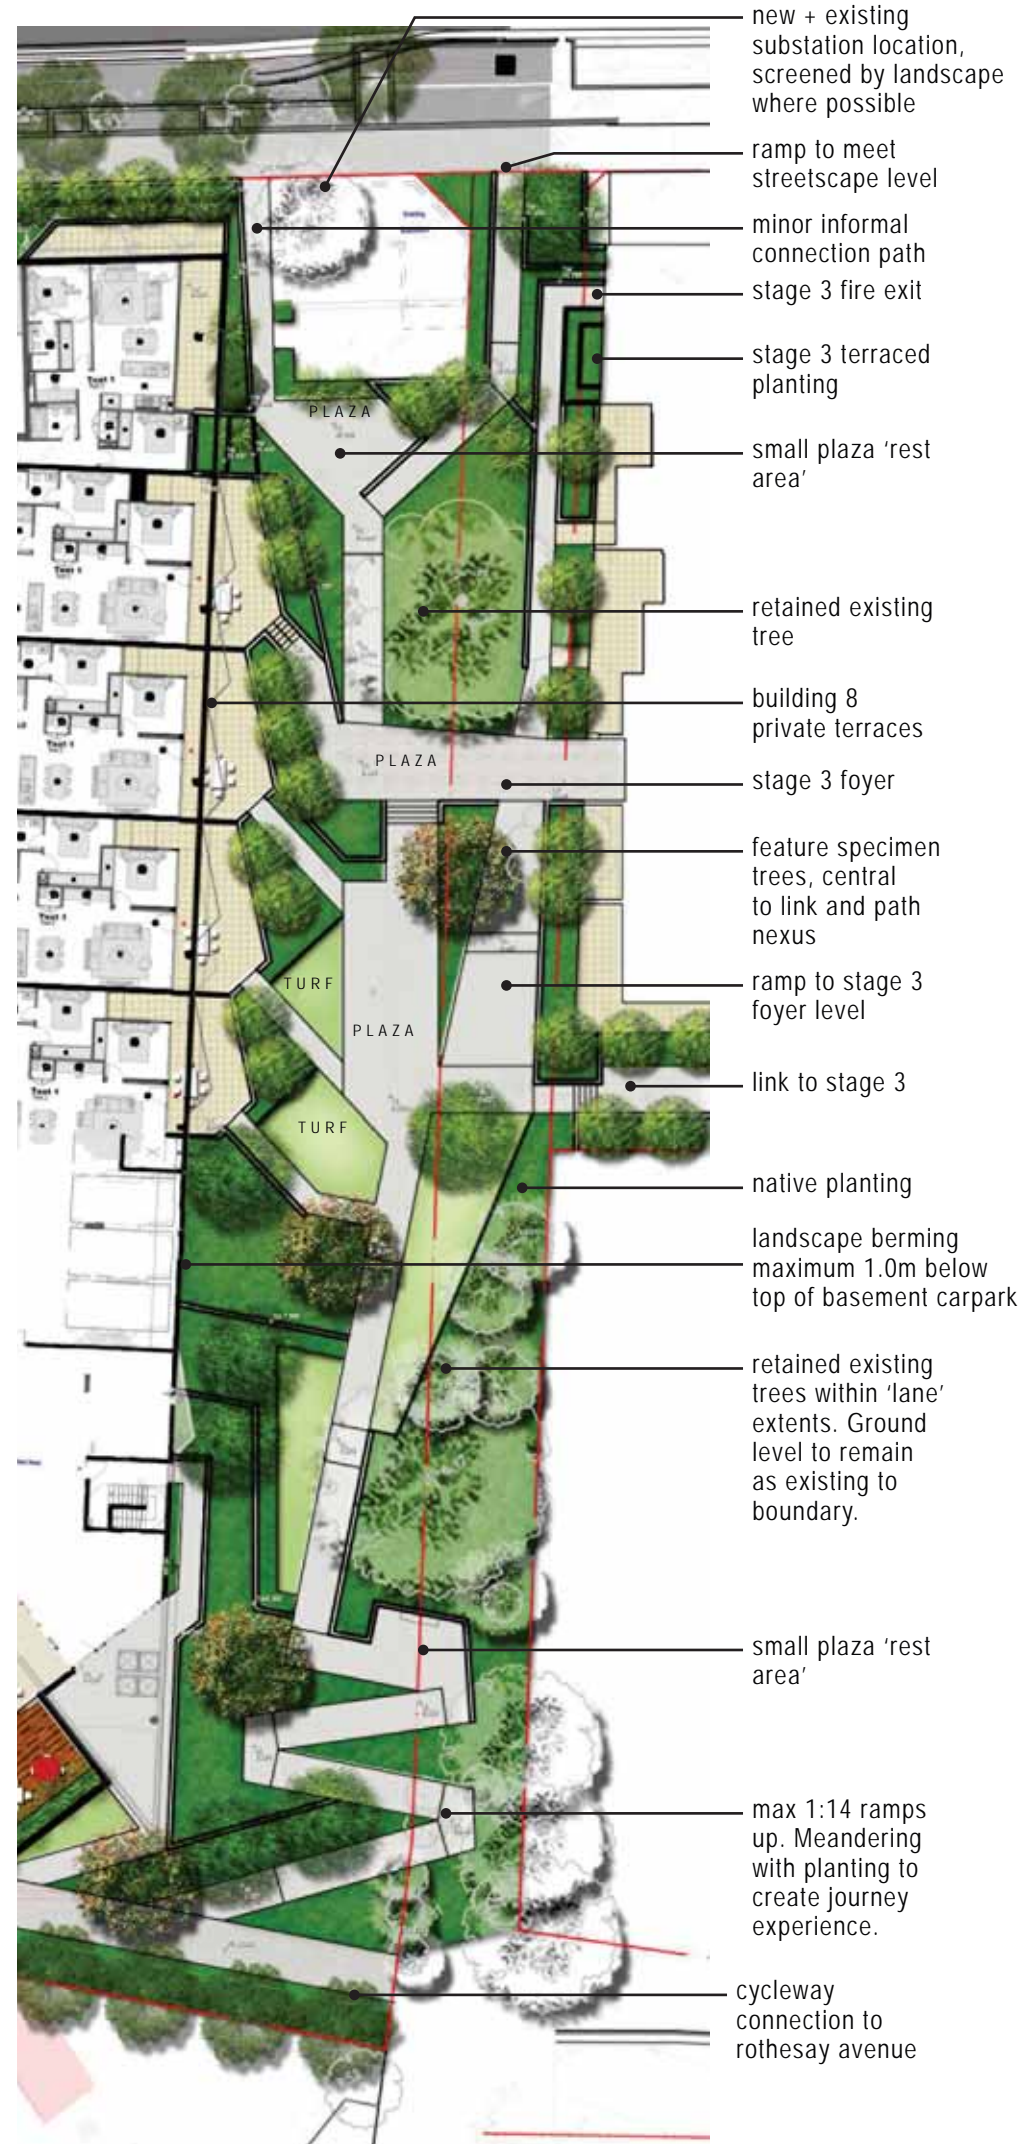 new + existing
substation location,
screened by landscape
where possible
ramp to meet
streetscape level
minor informal
connection path
stage 3 fire exit
stage 3 terraced
planting
PLAZA
small plaza ‘rest
area’
retained existing
tree
building 8
private terraces
PLAZA
stage 3 foyer
feature specimen
trees, central
to link and path
nexus
TURF
ramp to stage 3
foyer level
PLAZA
link to stage 3
TURF
native planting
landscape berming
maximum 1.0m below
top of basement carpark
retained existing
trees within ‘lane’
extents. Ground
level to remain
as existing to
boundary.
small plaza ‘rest
area’
max 1:14 ramps
up. Meandering
with planting to
create journey
experience.
cycleway
connection to
rothesay avenue